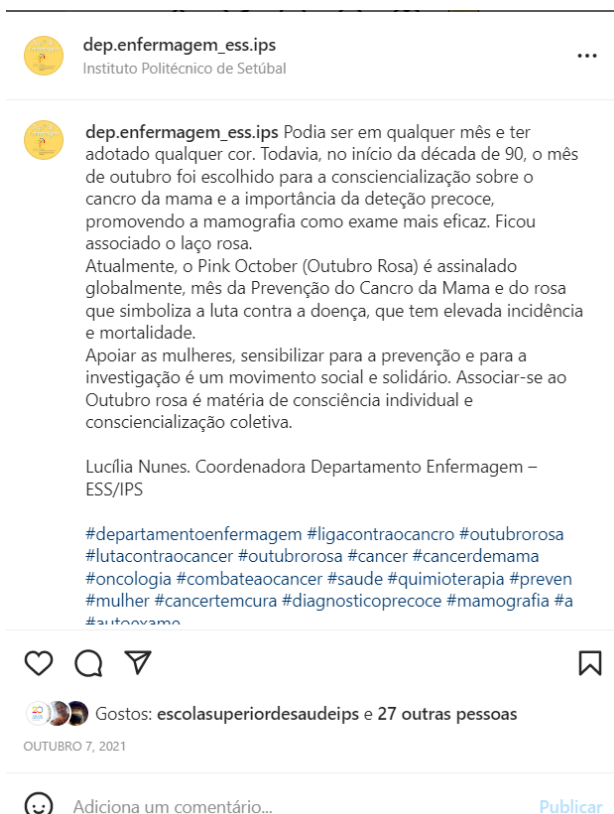 dep.enfermagem_ess.ips
Instituto Politécnico de Setúbal
dep.enfermagem_ess.ips Podia ser em qualquer mês e ter
adotado qualquer cor. Todavia, no início da década de 90, o mês
de outubro foi escolhido para a consciencialização sobre o
cancro da mama e a importância da deteção precoce,
promovendo a mamografia como exame mais eficaz. Ficou
associado o laço rosa.
Atualmente, o Pink October (Outubro Rosa) é assinalado
globalmente, mês da Prevenção do Cancro da Mama e do rosa
que simboliza a luta contra a doença, que tem elevada incidência
e mortalidade.
Apoiar as mulheres, sensibilizar para a prevenção e para a
investigação é um movimento social e solidário. Associar-se ao
Outubro rosa é matéria de consciência individual e
consciencialização coletiva.
Lucília Nunes. Coordenadora Departamento Enfermagem –
ESS/IPS
#departamentoenfermagem #ligacontraocancro #outubrorosa
#lutacontraocancer #outubrorosa #cancer #cancerdemama
#oncologia #combateaocancer #saude #quimioterapia #preven
#mulher #cancertemcura #diagnosticoprecoce #mamografia #a
#autoexame
Gostos: escolasuperiordesaudeips e 27 outras pessoas
OUTUBRO 7, 2021
Adiciona um comentário...
Publicar